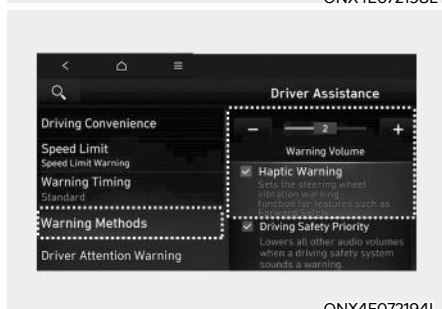 Driver Assistance
Driving Convenience
Speed Limit
Speed Limit Warning
Warning Timing
Standard
Warning Methods
Driver Attention Warning
− 2 +
Warning Volume
Haptic Warning
Sets the steering wheel
vibration warning
function for features such as
Forward Safety.
Driving Safety Priority
Lowers all other audio volumes
when a driving safety system
sounds a warning.